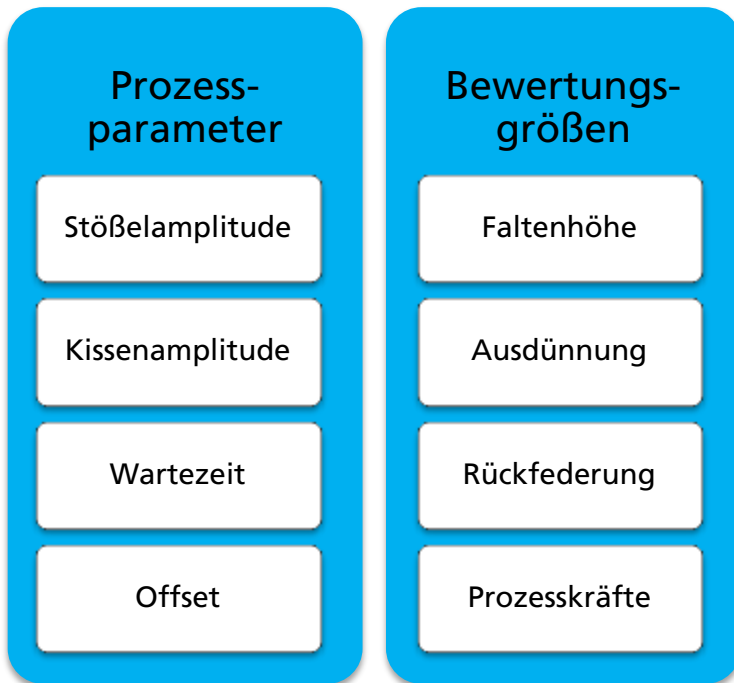 Prozess-
parameter
Stößelamplitude
Kissenamplitude
Wartezeit
Offset
Bewertungs-
größen
Faltenhöhe
Ausdünnung
Rückfederung
Prozesskräfte